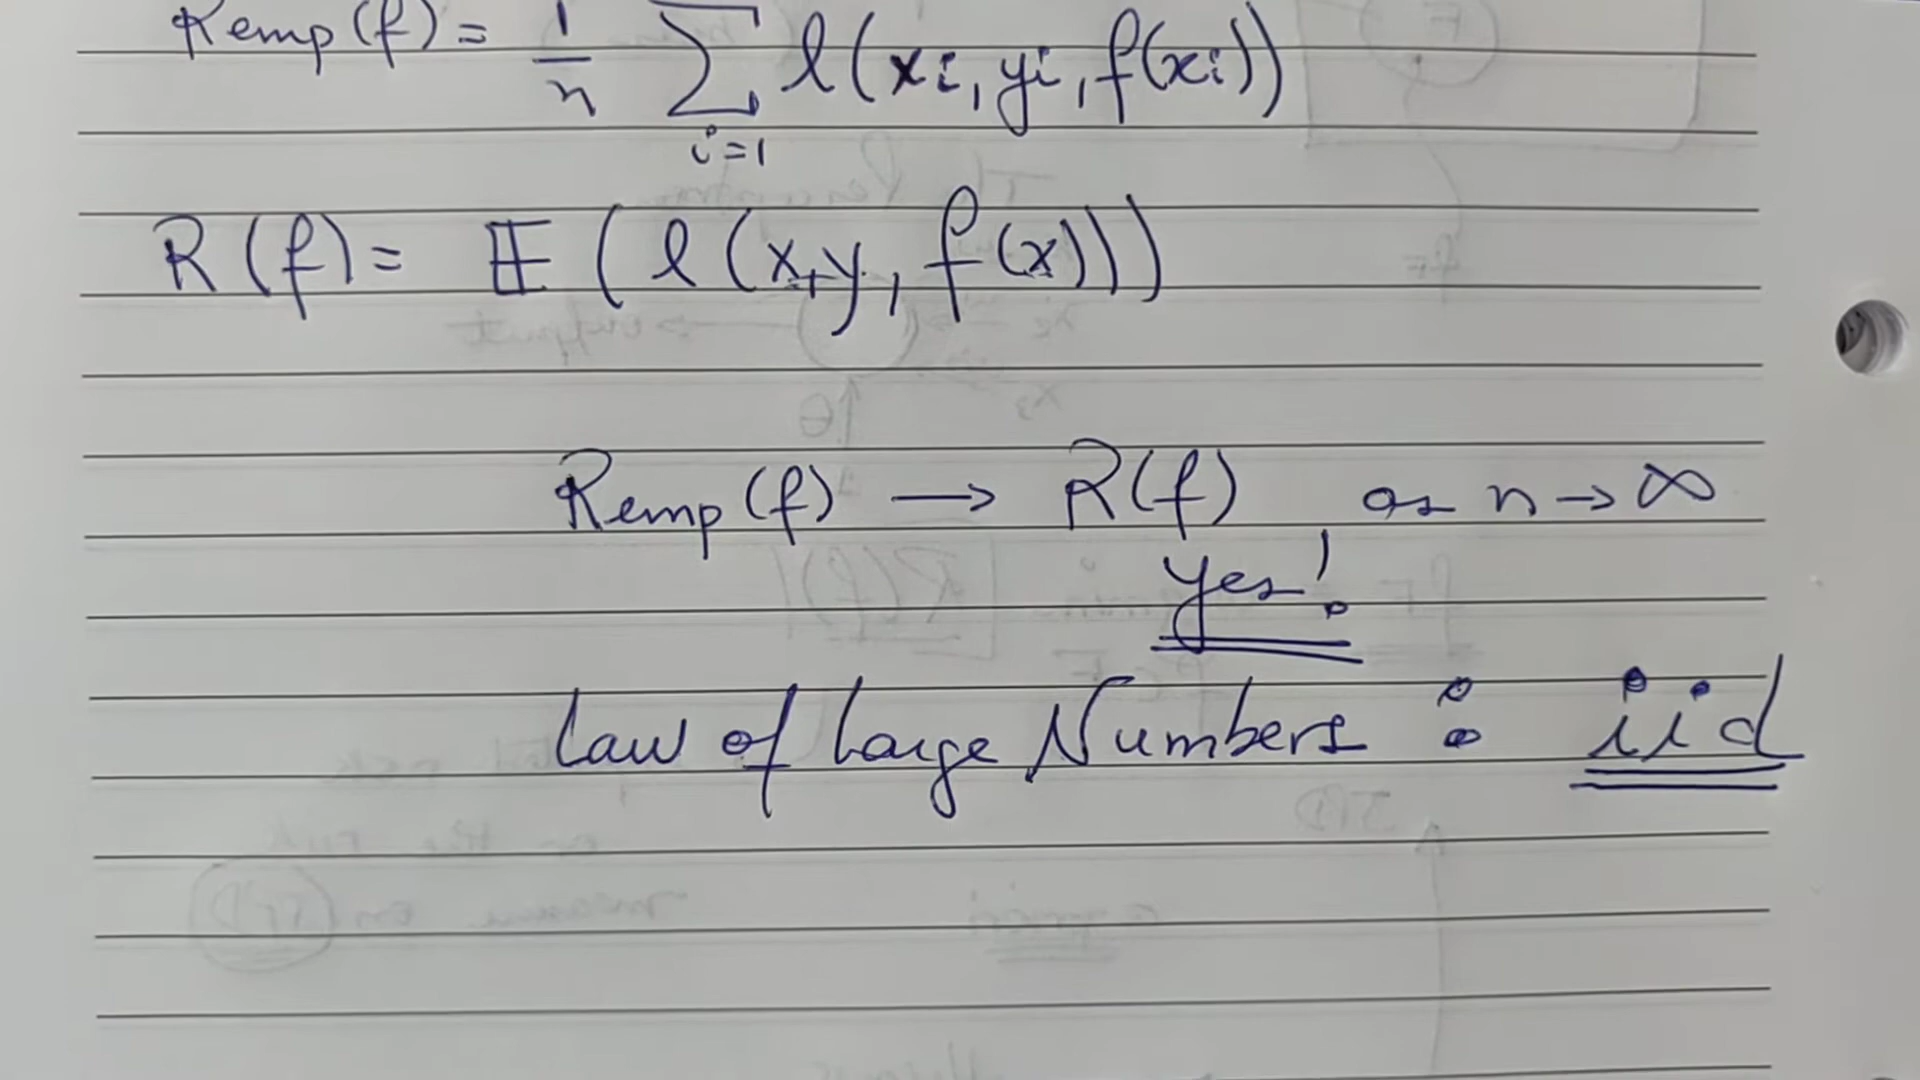 Remp(f) = 1/n ∑ i=1 l(xi, yi, f(xi))
R(f) = E(l(x,y, f(x)))
Remp(f) → R(f) as n → ∞
Yes!
Law of Large Numbers : iid